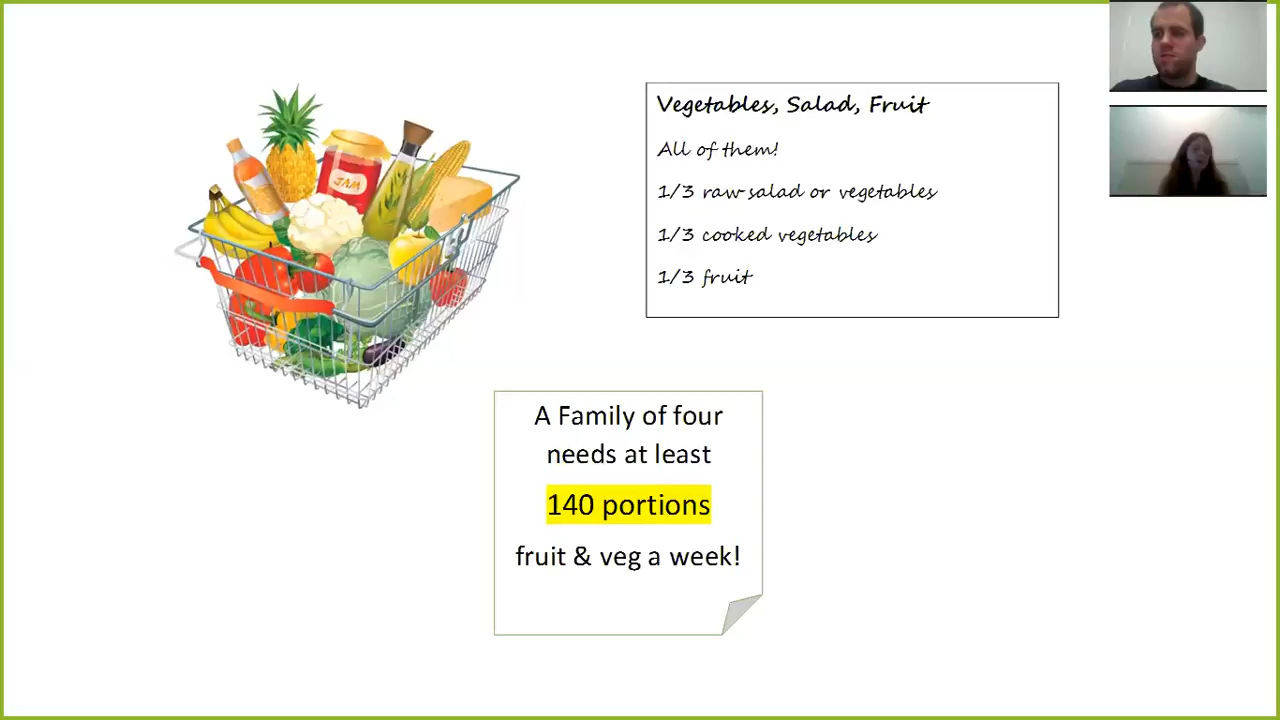 JAM
Vegetables, Salad, Fruit
All of them!
1/3 raw salad or vegetables
1/3 cooked vegetables
1/3 fruit
A Family of four
needs at least
140 portions
fruit & veg a week!